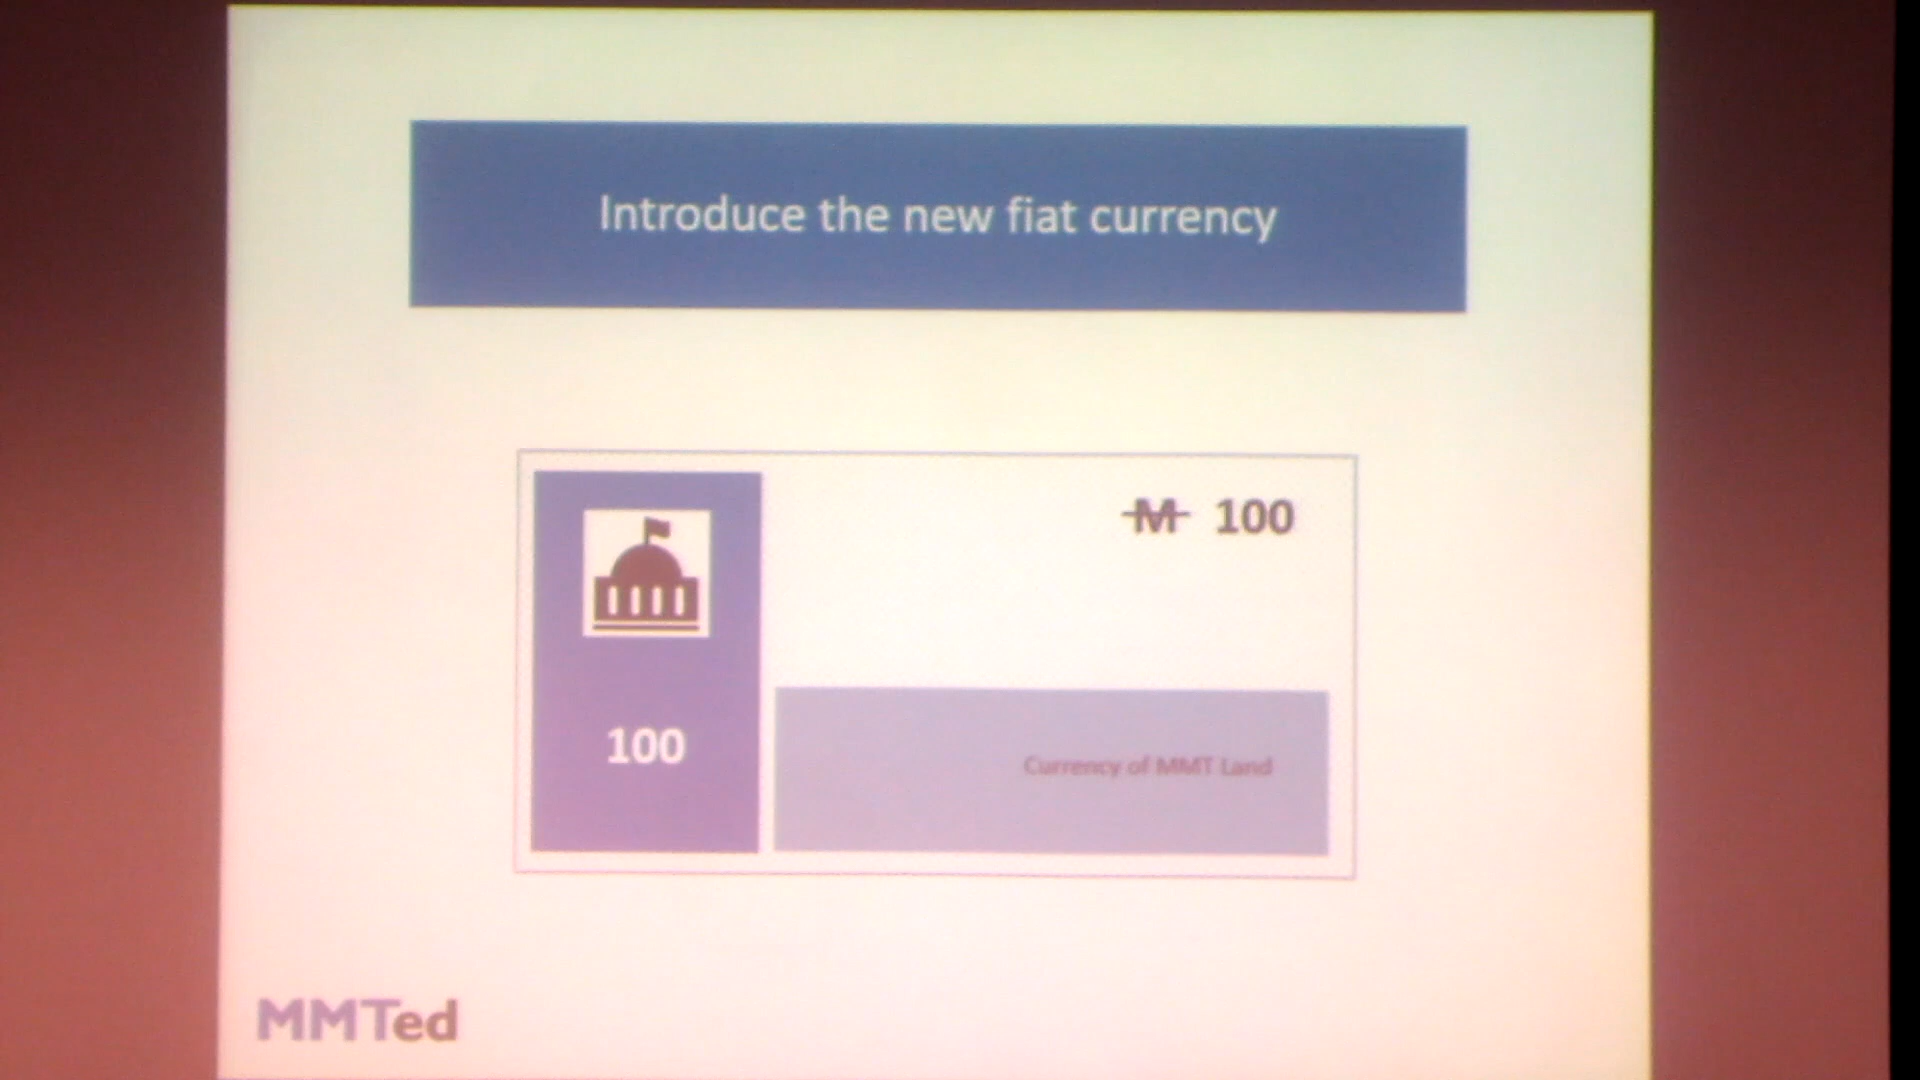 Introduce the new fiat currency
M 100
100
Currency of MMT Land
MMTed